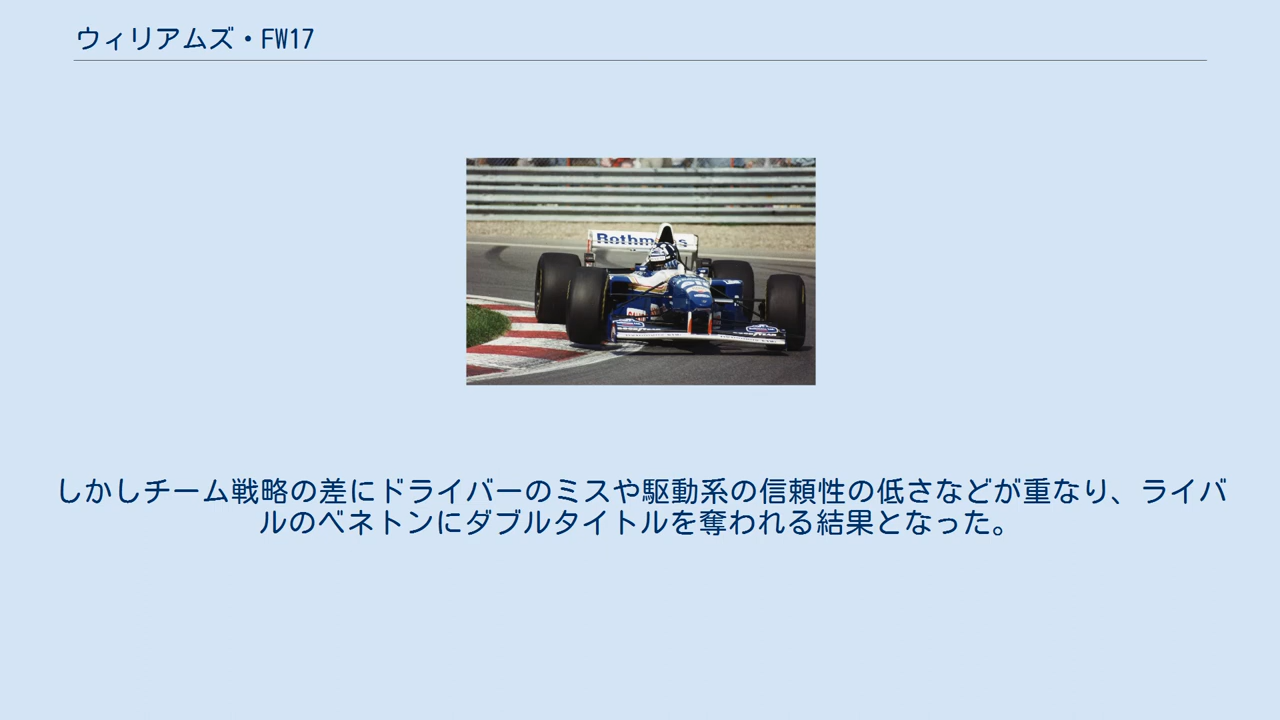 ウィリアムズ・FW17
Rothmans
しかしチーム戦略の差にドライバーのミスや駆動系の信頼性の低さなどが重なり、ライバ
ルのベネトンにダブルタイトルを奪われる結果となった。